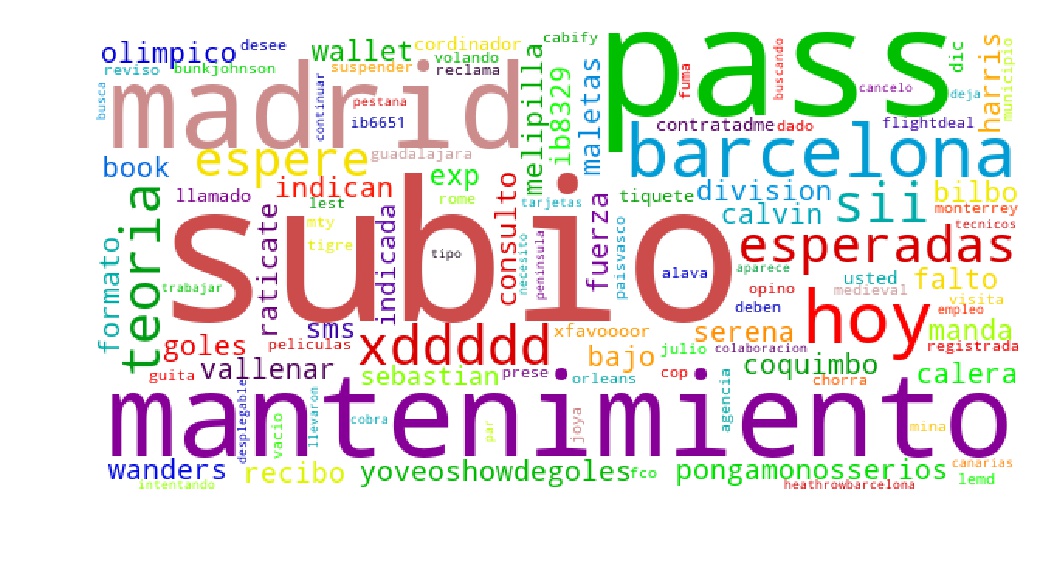 olimpico
desee
wallet
cordinador
cabify
pass
dic
harris
municipio
reviso
bunkjohnson
volando
suspender
reclama
melipilla
ib8329
maletas
fuma
buscando
cancelo
deja
busca
madrid
continuar
pestana
ib6651
contratadme
dado
flightdeal
barcelona
book
espere
guadalajara
exp
llamado
indican
rome
consulto
tarjetas
fuerza
tiquete
division
sii
bilbo
calvin
monterrey
tecnicos
teoria
formato
raticate
lest
mty
tigre
indicada
subio
tipo
necesito
peninsula
paisvasco
alava
esperadas
aparece
usted
falto
trabajar
opino
medieval
visita
deben
hoy
empleo
manda
sms
xddddd
xfavoooor
serena
registrada
goles
peliculas
bajo
julio
colaboracion
coquimbo
guita
vallenar
sebastian
prese
orleans
cop
chorra
calera
desplegable
mantenimiento
vacio
llevaron
cobra
par
joya
agencia
mina
wanders
recibo
yoveoshowdegoles
fco
pongamonosserios
canarias
lemd
intentando
heathrowbarcelona